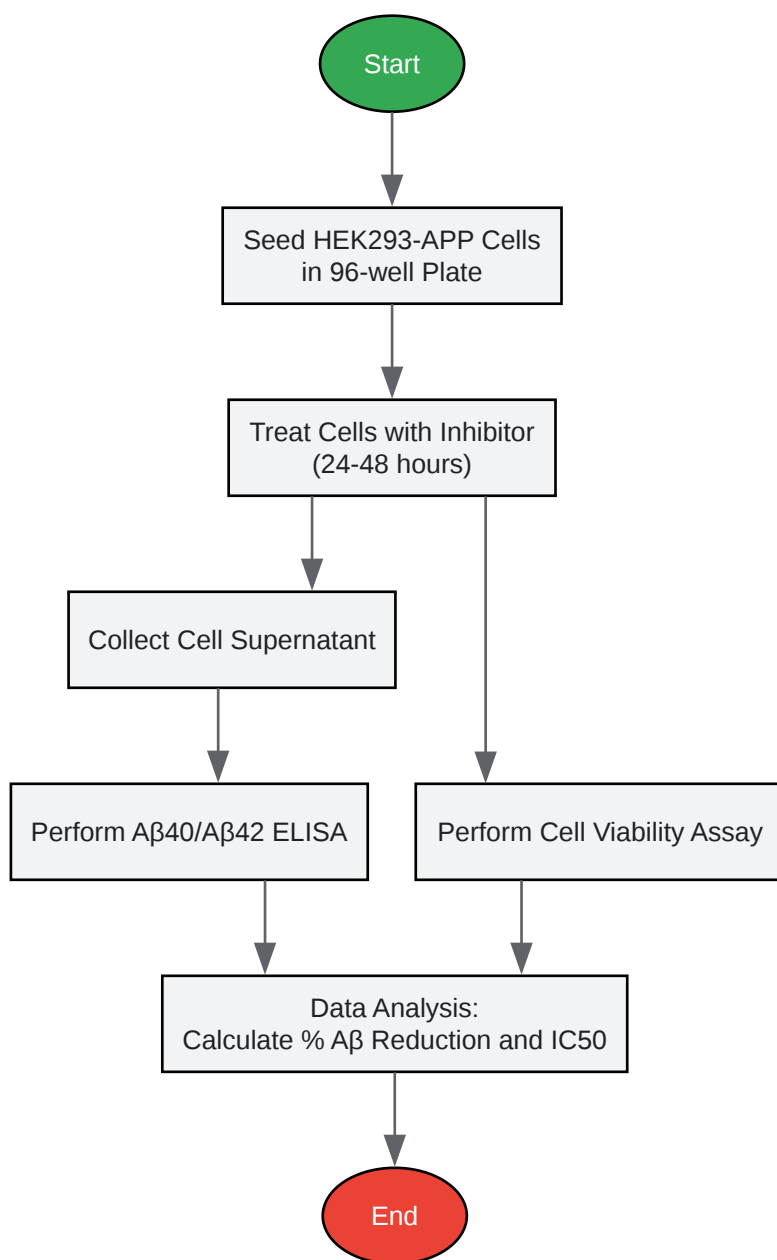 Start
Seed HEK293-APP Cells
in 96-well Plate
Treat Cells with Inhibitor
(24-48 hours)
Collect Cell Supernatant
Perform Aβ40/Aβ42 ELISA
Perform Cell Viability Assay
Data Analysis:
Calculate % Aβ Reduction and IC50
End